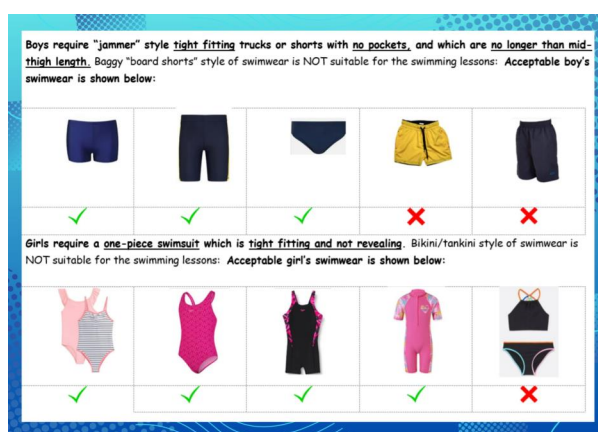 Boys require “jammer” style tight fitting trucks or shorts with no pockets, and which are no longer than mid-
thigh length. Baggy “board shorts” style of swimwear is NOT suitable for the swimming lessons: Acceptable boy’s
swimwear is shown below:
Girls require a one-piece swimsuit which is tight fitting and not revealing. Bikini/tankini style of swimwear is
NOT suitable for the swimming lessons: Acceptable girl’s swimwear is shown below: